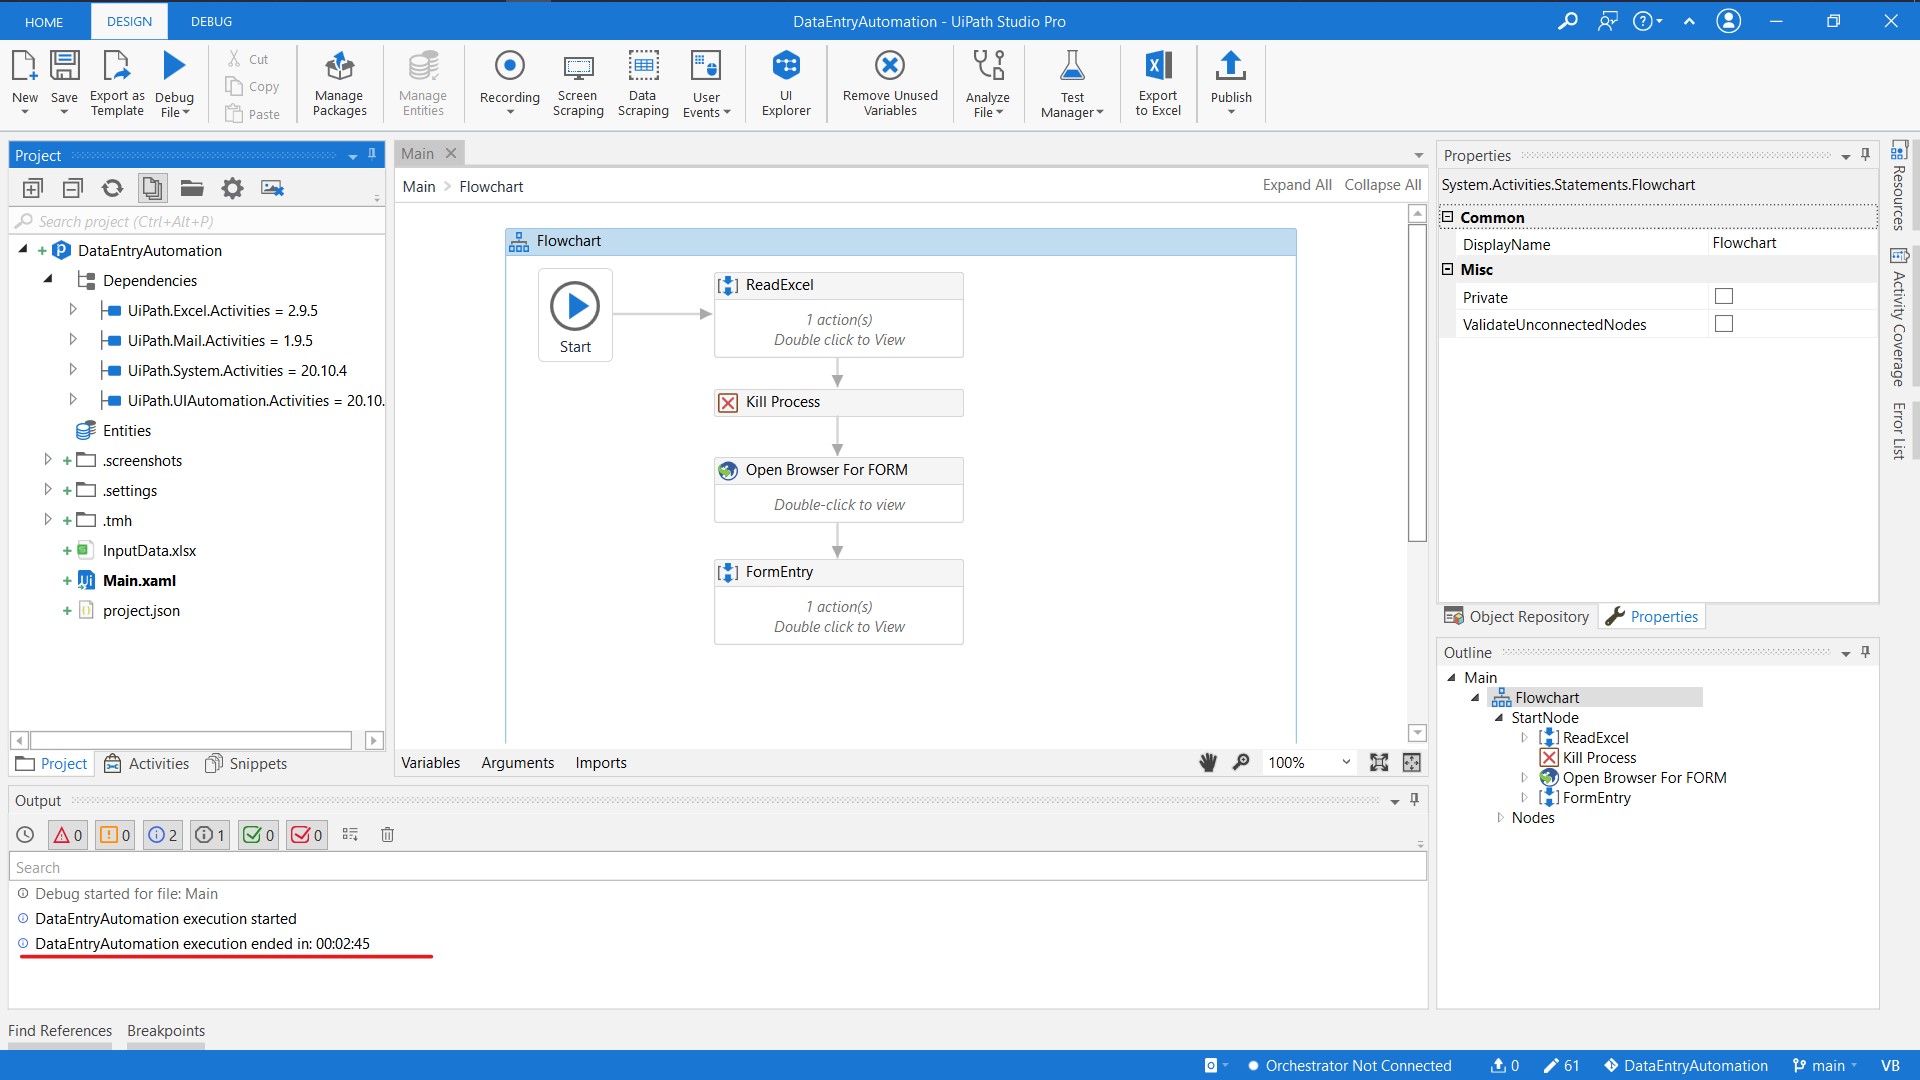 HOME DESIGN DEBUG DataEntryAutomation - UiPath Studio Pro
New Save Export as Template Debug File Cut Copy Paste Manage Packages Manage Entities Recording Screen Scraping Data Scraping User Events UI Explorer Remove Unused Variables Analyze File Test Manager Export to Excel Publish
Project
Search project (Ctrl+Alt+P)
DataEntryAutomation
Dependencies
UiPath.Excel.Activities = 2.9.5
UiPath.Mail.Activities = 1.9.5
UiPath.System.Activities = 20.10.4
UiPath.UIAutomation.Activities = 20.10.
Entities
.screenshots
.settings
.tmh
InputData.xlsx
Main.xaml
project.json
Project Activities Snippets
Main
Main > Flowchart Expand All Collapse All
Flowchart
Start
ReadExcel
1 action(s)
Double click to View
Kill Process
Open Browser For FORM
Double-click to view
FormEntry
1 action(s)
Double click to View
Variables Arguments Imports 100%
Properties
System.Activities.Statements.Flowchart
Common
DisplayName Flowchart
Misc
Private
ValidateUnconnectedNodes
Object Repository Properties
Resources
Activity Coverage
Error List
Outline
Main
Flowchart
StartNode
ReadExcel
Kill Process
Open Browser For FORM
FormEntry
Nodes
Output
0 0 2 1 0 0
Search
Debug started for file: Main
DataEntryAutomation execution started
DataEntryAutomation execution ended in: 00:02:45
Find References Breakpoints
Orchestrator Not Connected 0 61 DataEntryAutomation main VB